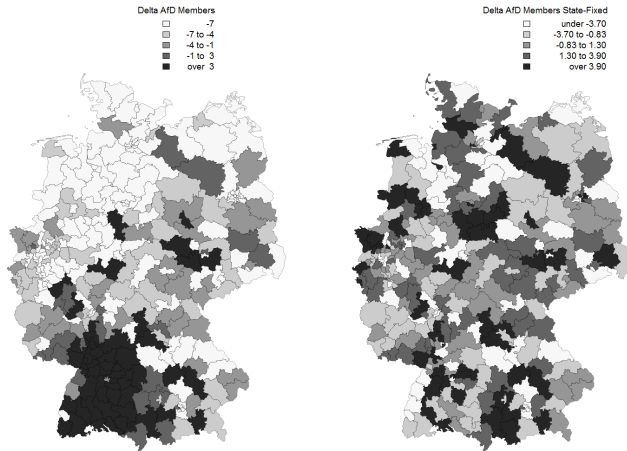 Delta AfD Members
-7
-7 to -4
-4 to -1
-1 to 3
over 3
Delta AfD Members State-Fixed
under -3.70
-3.70 to -0.83
-0.83 to 1.30
1.30 to 3.90
over 3.90